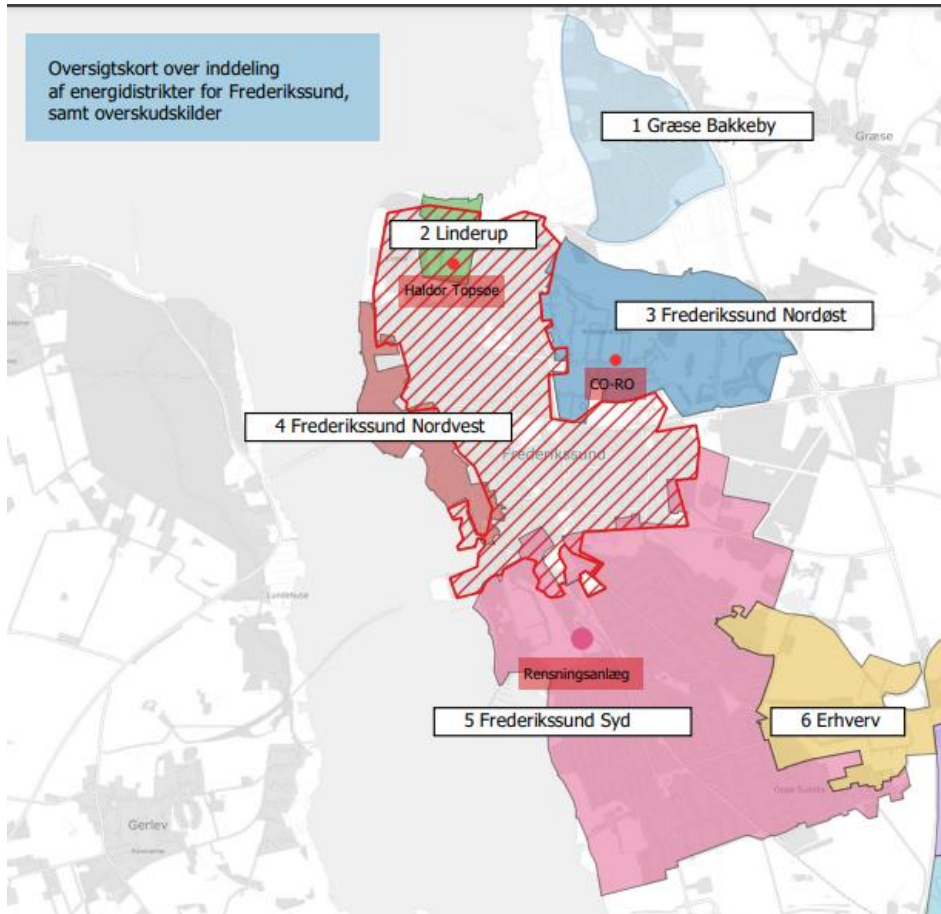 Oversigtskort over inddeling
af energidistrikter for Frederikssund,
samt overskudskilder
1 Græse Bakkeby
Græse
2 Linderup
Haldor Topsøe
3 Frederikssund Nordøst
CO-RO
4 Frederikssund Nordvest
Frederikssund
Lundehuse
Rensningsanlæg
5 Frederikssund Syd
6 Erhverv
Gerlev